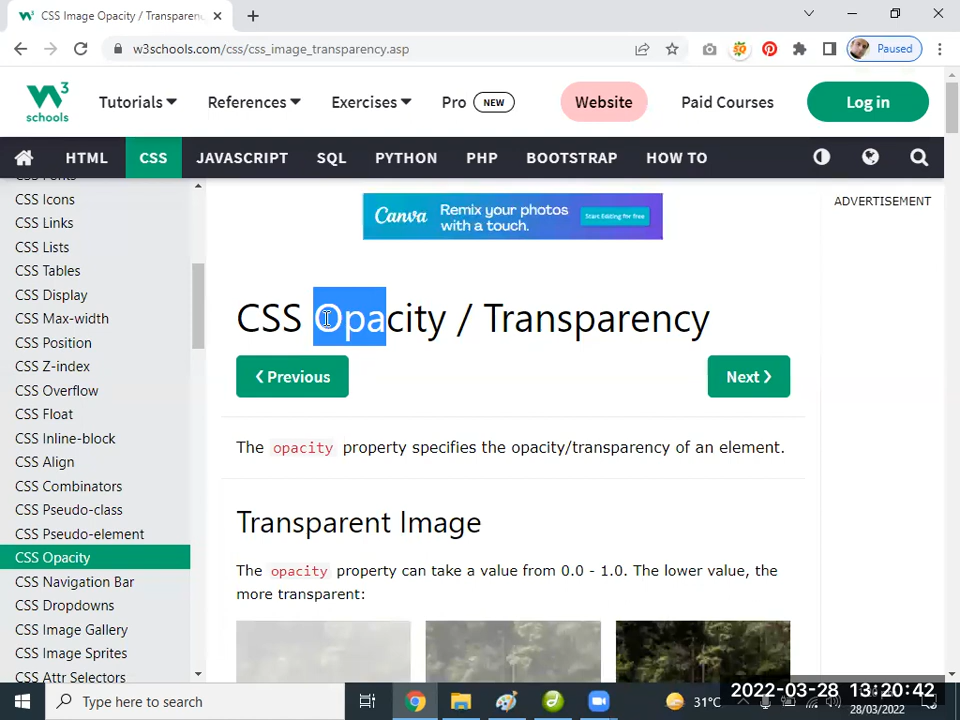 CSS Image Opacity / Transparenc
w3schools.com/css/css_image_transparency.asp
Paused
W3 schools
Tutorials
References
Exercises
Pro NEW
Website
Paid Courses
Log in
HTML
CSS
JAVASCRIPT
SQL
PYTHON
PHP
BOOTSTRAP
HOW TO
CSS Icons
CSS Links
CSS Lists
CSS Tables
CSS Display
CSS Max-width
CSS Position
CSS Z-index
CSS Overflow
CSS Float
CSS Inline-block
CSS Align
CSS Combinators
CSS Pseudo-class
CSS Pseudo-element
CSS Opacity
CSS Navigation Bar
CSS Dropdowns
CSS Image Gallery
CSS Image Sprites
CSS Attr Selectors
Canva
Remix your photos
with a touch.
Start Editing for free
ADVERTISEMENT
CSS Opacity / Transparency
❮ Previous
Next ❯
The opacity property specifies the opacity/transparency of an element.
Transparent Image
The opacity property can take a value from 0.0 - 1.0. The lower value, the
more transparent:
Type here to search
31°C
2022-03-28 13:20:42
28/03/2022